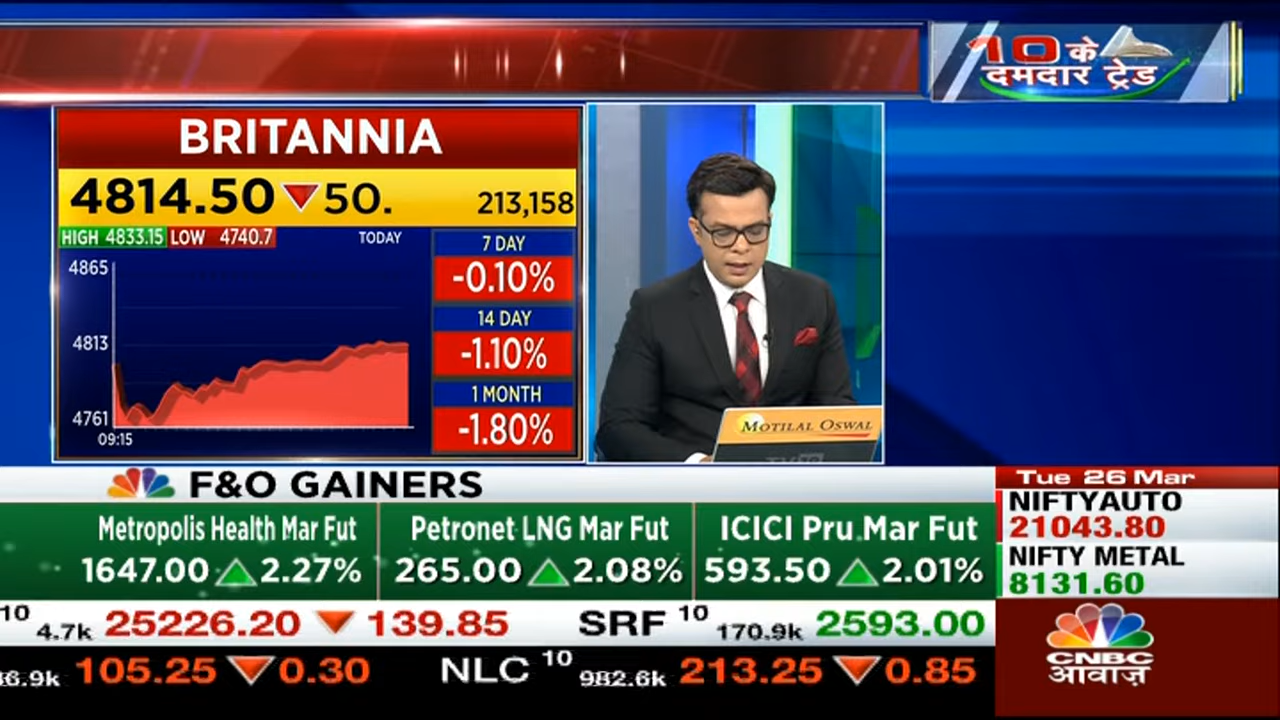 10 के
दमदार ट्रेड
BRITANNIA
4814.50 50. 213,158
HIGH 4833.15 LOW 4740.7 TODAY
4865
4813
4761
09:15
7 DAY
-0.10%
14 DAY
-1.10%
1 MONTH
-1.80%
MOTILAL OSWAL
F&O GAINERS
Metropolis Health Mar Fut
1647.00 2.27%
Petronet LNG Mar Fut
265.00 2.08%
ICICI Pru Mar Fut
593.50 2.01%
Tue 26 Mar
NIFTYAUTO
21043.80
NIFTY METAL
8131.60
10 4.7k 25226.20 139.85 SRF 10 170.9k 2593.00
6.9k 105.25 0.30 NLC 10 982.6k 213.25 0.85
CNBC
आवाज़